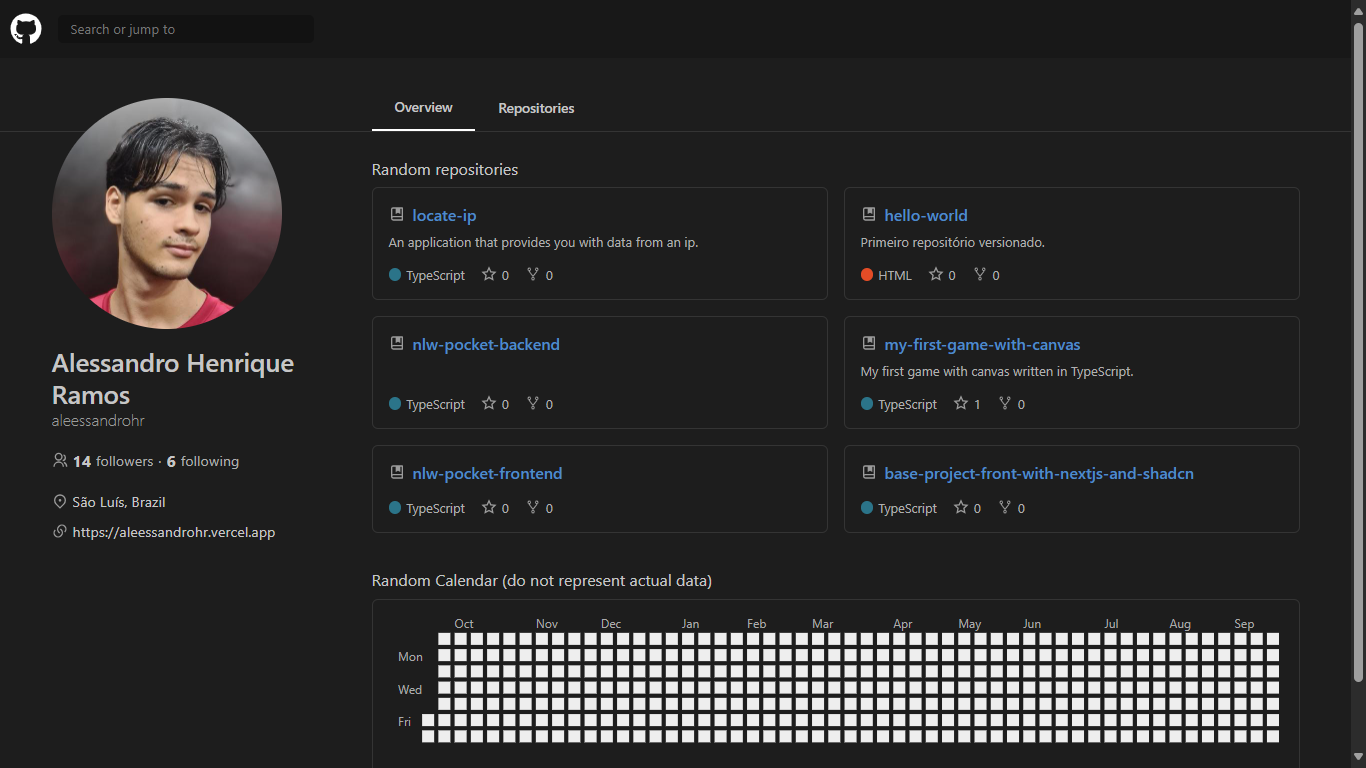 Search or jump to
Overview Repositories
Alessandro Henrique
Ramos
aleessandrohr
14 followers · 6 following
São Luís, Brazil
https://aleessandrohr.vercel.app
Random repositories
locate-ip
An application that provides you with data from an ip.
TypeScript 0 0
hello-world
Primeiro repositório versionado.
HTML 0 0
nlw-pocket-backend
TypeScript 0 0
my-first-game-with-canvas
My first game with canvas written in TypeScript.
TypeScript 1 0
nlw-pocket-frontend
TypeScript 0 0
base-project-front-with-nextjs-and-shadcn
TypeScript 0 0
Random Calendar (do not represent actual data)
Oct Nov Dec Jan Feb Mar Apr May Jun Jul Aug Sep
Mon
Wed
Fri